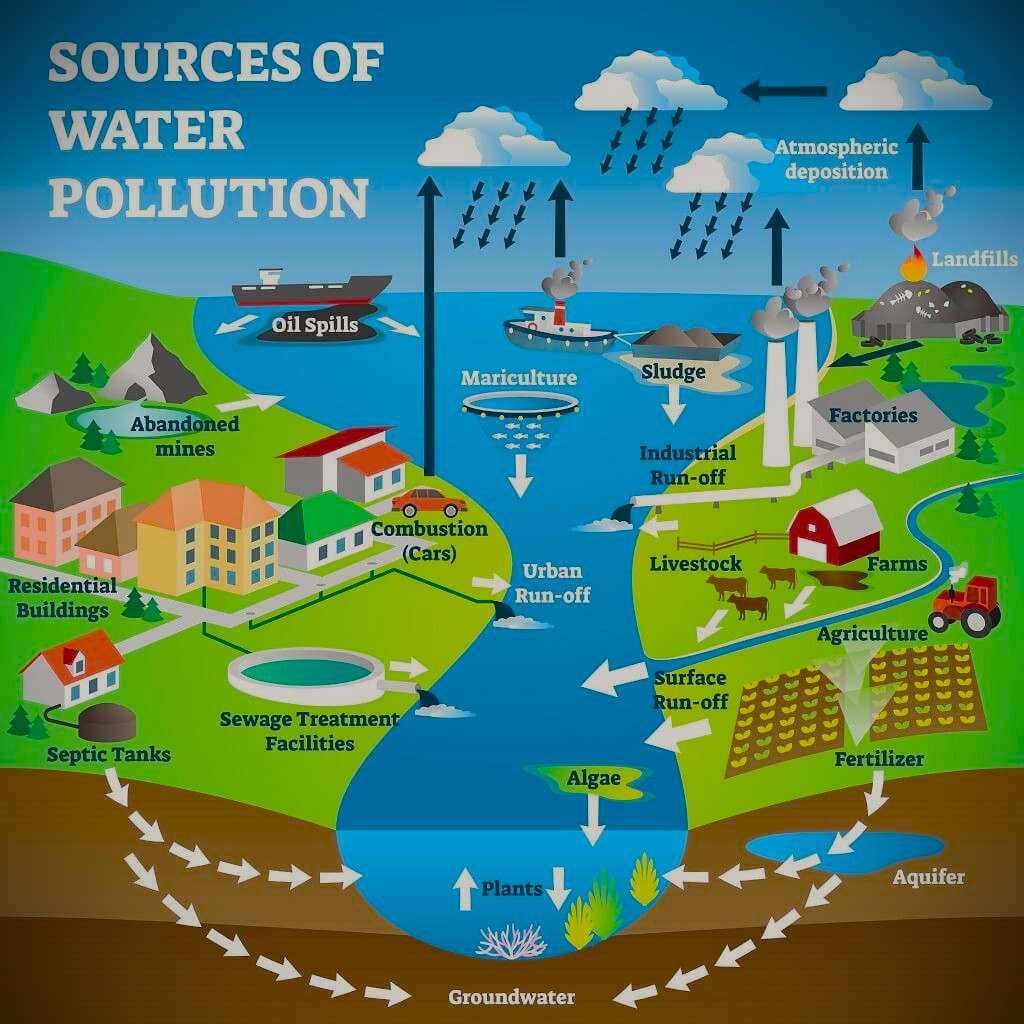 SOURCES OF
WATER
POLLUTION
Atmospheric
deposition
Landfills
Oil Spills
Sludge
Mariculture
Factories
Abandoned
mines
Industrial
Run-off
Combustion
(Cars)
Livestock
Farms
Residential
Buildings
Urban
Run-off
Agriculture
Surface
Run-off
Sewage Treatment
Facilities
Septic Tanks
Fertilizer
Algae
Aquifer
Plants
Groundwater